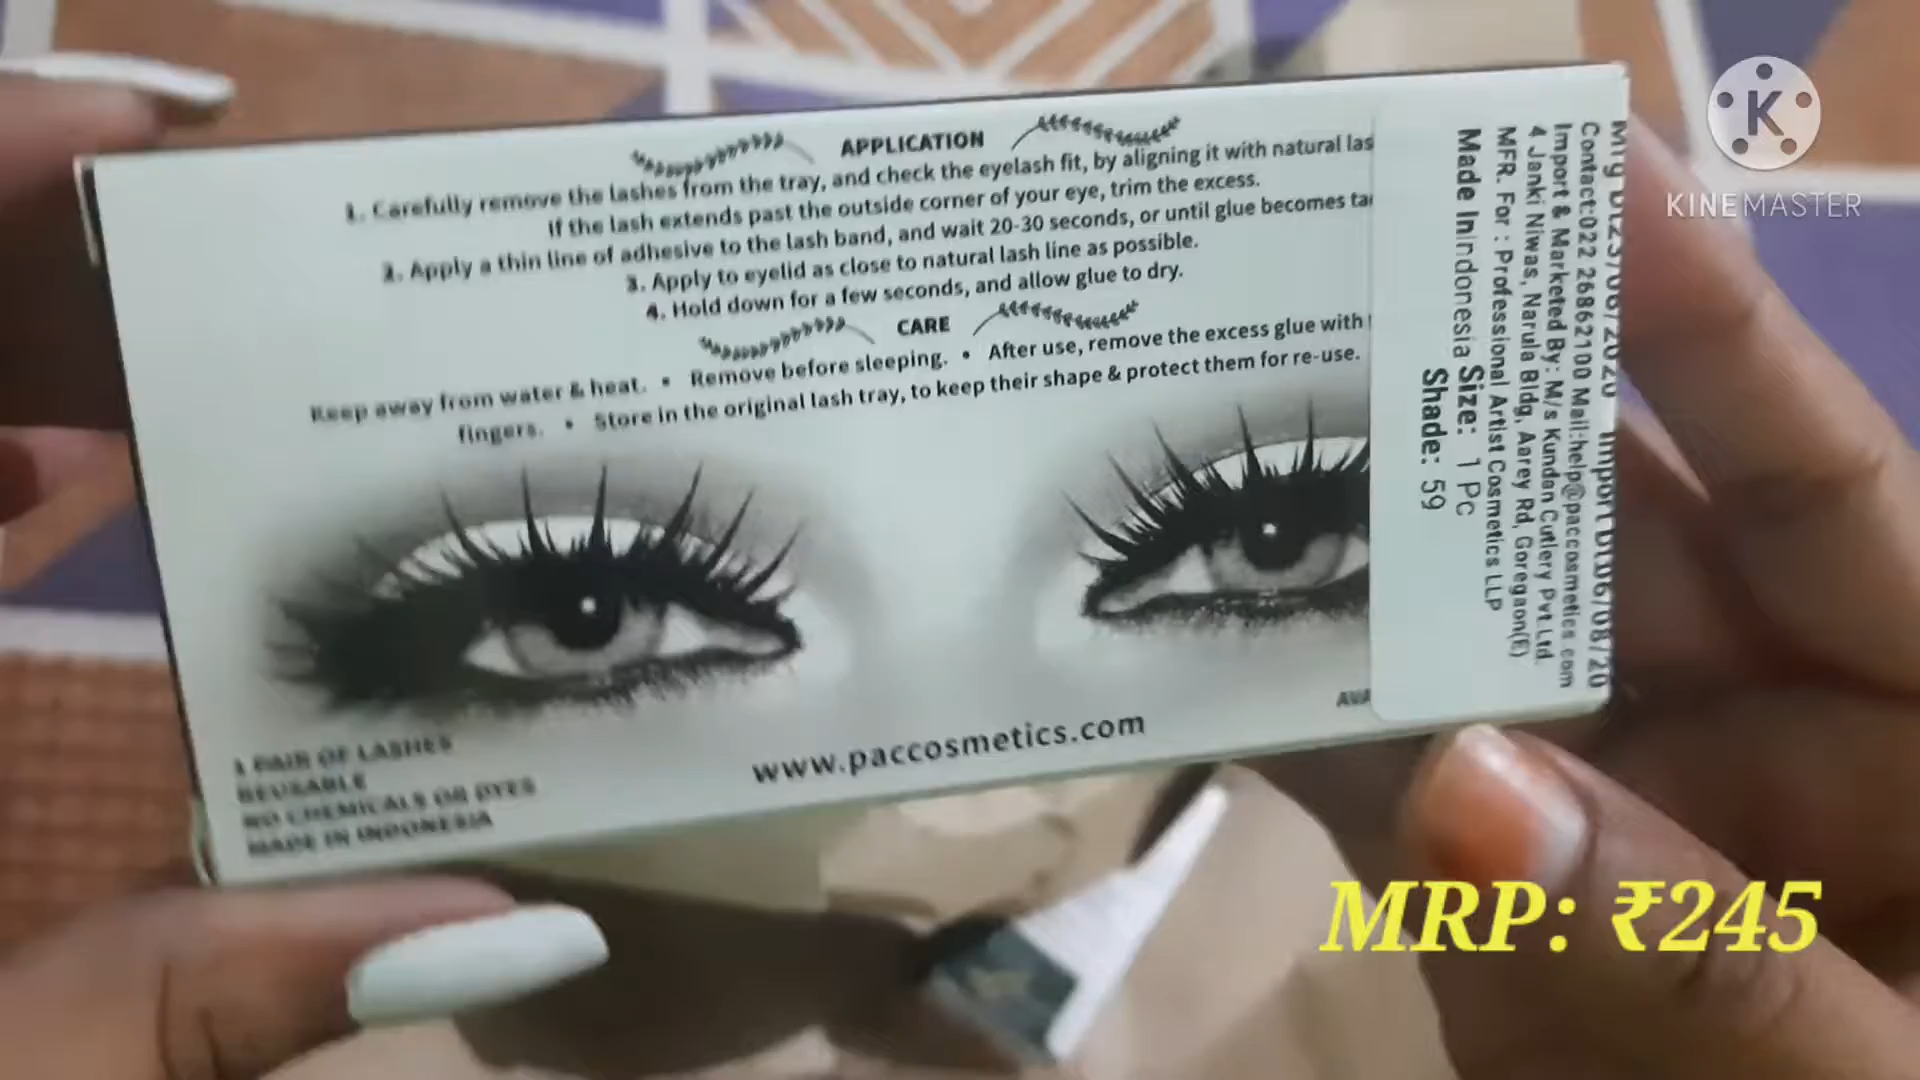 APPLICATION
1. Carefully remove the lashes from the tray, and check the eyelash fit, by aligning it with natural las
If the lash extends past the outside corner of your eye, trim the excess.
2. Apply a thin line of adhesive to the lash band, and wait 20-30 seconds, or until glue becomes ta
3. Apply to eyelid as close to natural lash line as possible.
4. Hold down for a few seconds, and allow glue to dry.
CARE
Keep away from water & heat. • Remove before sleeping. • After use, remove the excess glue with
fingers. • Store in the original lash tray, to keep their shape & protect them for re-use.
1 PAIR OF LASHES
REUSABLE
NO CHEMICALS OR DYES
MADE IN INDONESIA
www.paccosmetics.com
AVA
Contact:022 26862100 Mail:help@paccosmetics.com
Import & Marketed By: M/s Kundan Cutlery Pvt.Ltd.
4 Janki Niwas, Narula Bldg, Aarey Rd, Goregaon(E)
MFR. For : Professional Artist Cosmetics LLP
Made In Indonesia Size: 1 Pc
Shade: 59
K
KINEMASTER
MRP: ₹245